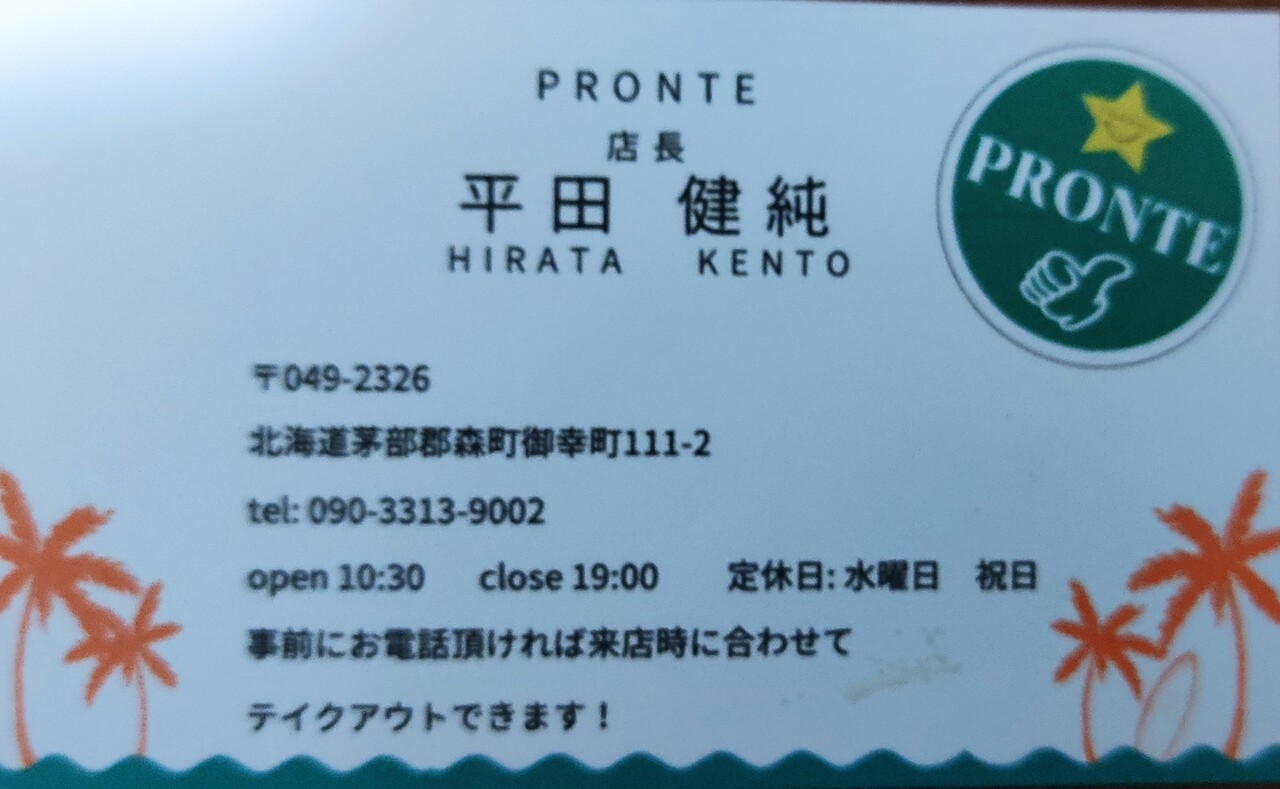 PRONTE
店長
平田 健純
HIRATA KENTO
PRONTE
〒049-2326
北海道茅部郡森町御幸町111-2
tel: 090-3313-9002
open 10:30 close 19:00 定休日: 水曜日 祝日
事前にお電話頂ければ来店時に合わせて
テイクアウトできます！